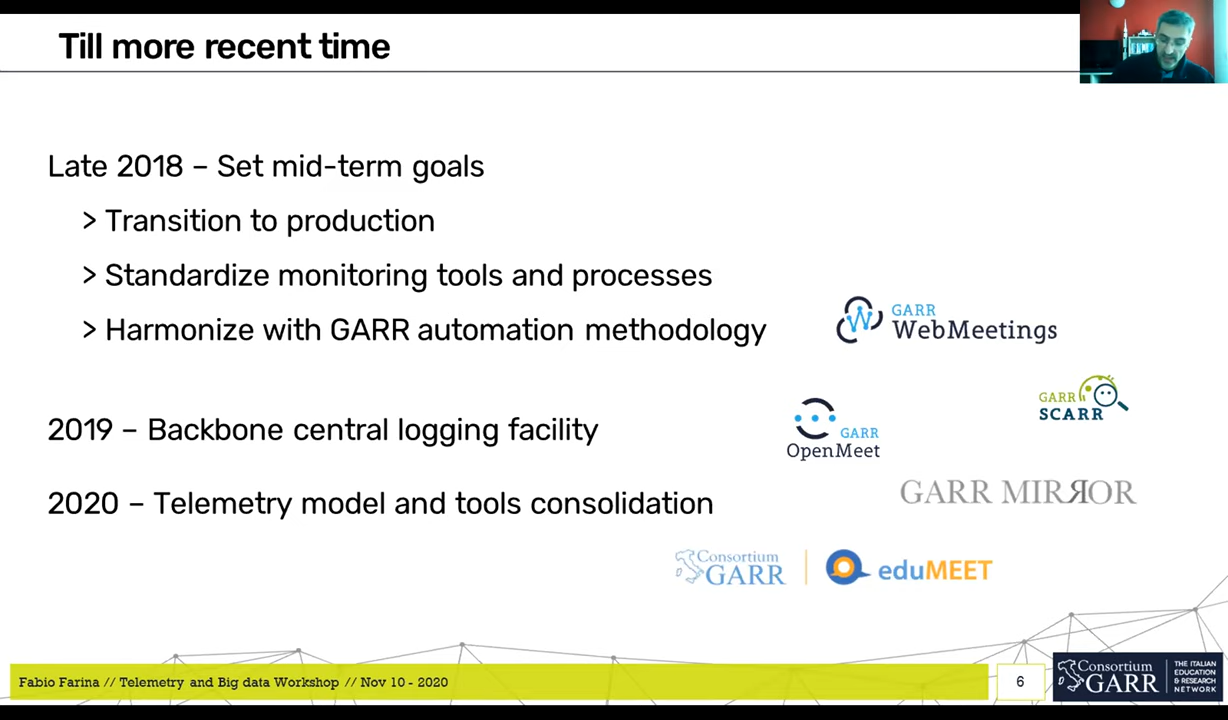 Till more recent time
Late 2018 – Set mid-term goals
> Transition to production
> Standardize monitoring tools and processes
> Harmonize with GARR automation methodology
GARR
WebMeetings
GARR
SCARR
2019 – Backbone central logging facility
GARR
OpenMeet
GARR MIRROR
2020 – Telemetry model and tools consolidation
Consortium
GARR
eduMEET
Fabio Farina // Telemetry and Big data Workshop // Nov 10 - 2020
6
Consortium
GARR
THE ITALIAN
EDUCATION
& RESEARCH
NETWORK